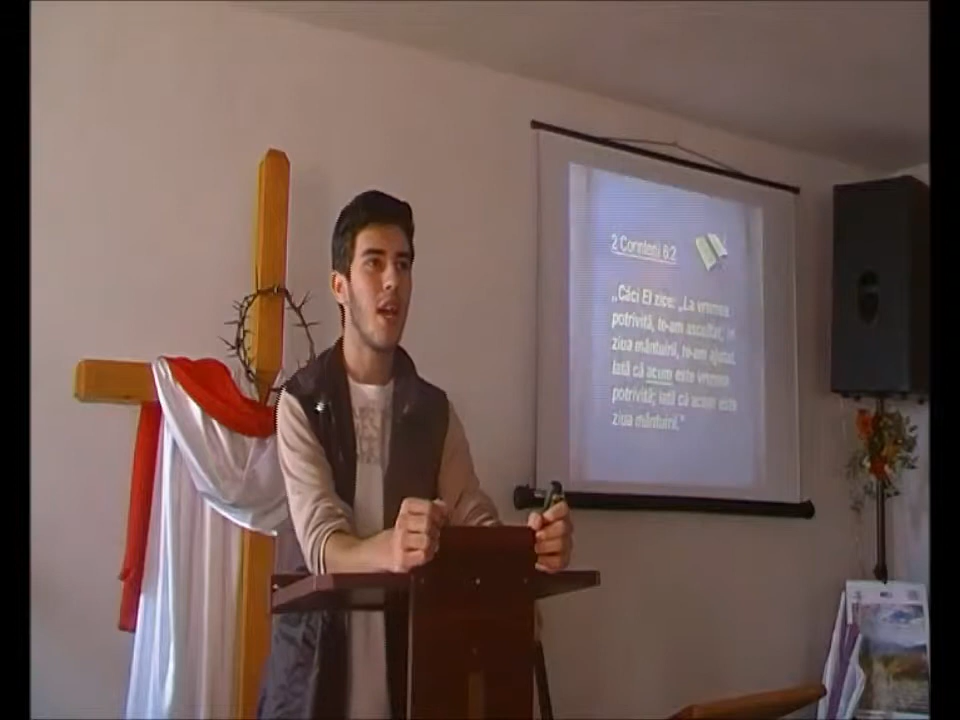 2 Corinteni 6:2
„Căci El zice: „La vremea
potrivită, te-am ascultat; în
ziua mântuirii, te-am ajutat.
Iată că acum este vremea
potrivită; iată că acum este
ziua mântuirii."